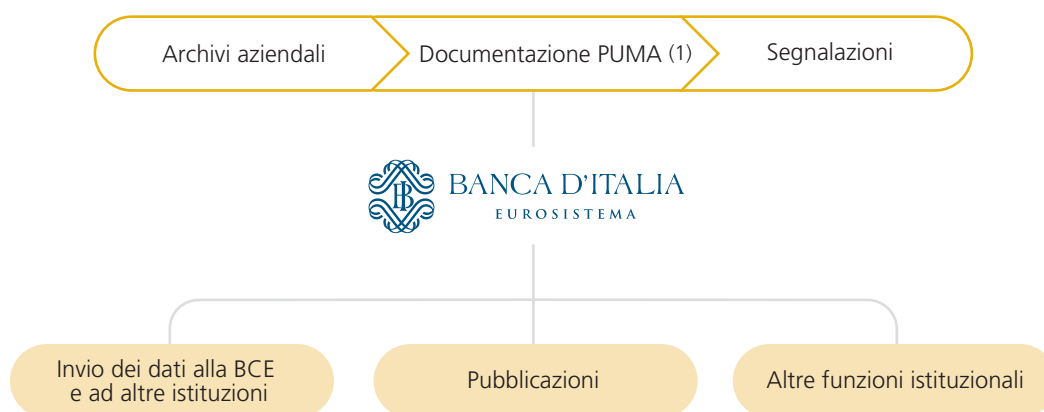 Archivi aziendali
Documentazione PUMA (1)
Segnalazioni
BANCA D'ITALIA
EUROSISTEMA
Invio dei dati alla BCE
e ad altre istituzioni
Pubblicazioni
Altre funzioni istituzionali